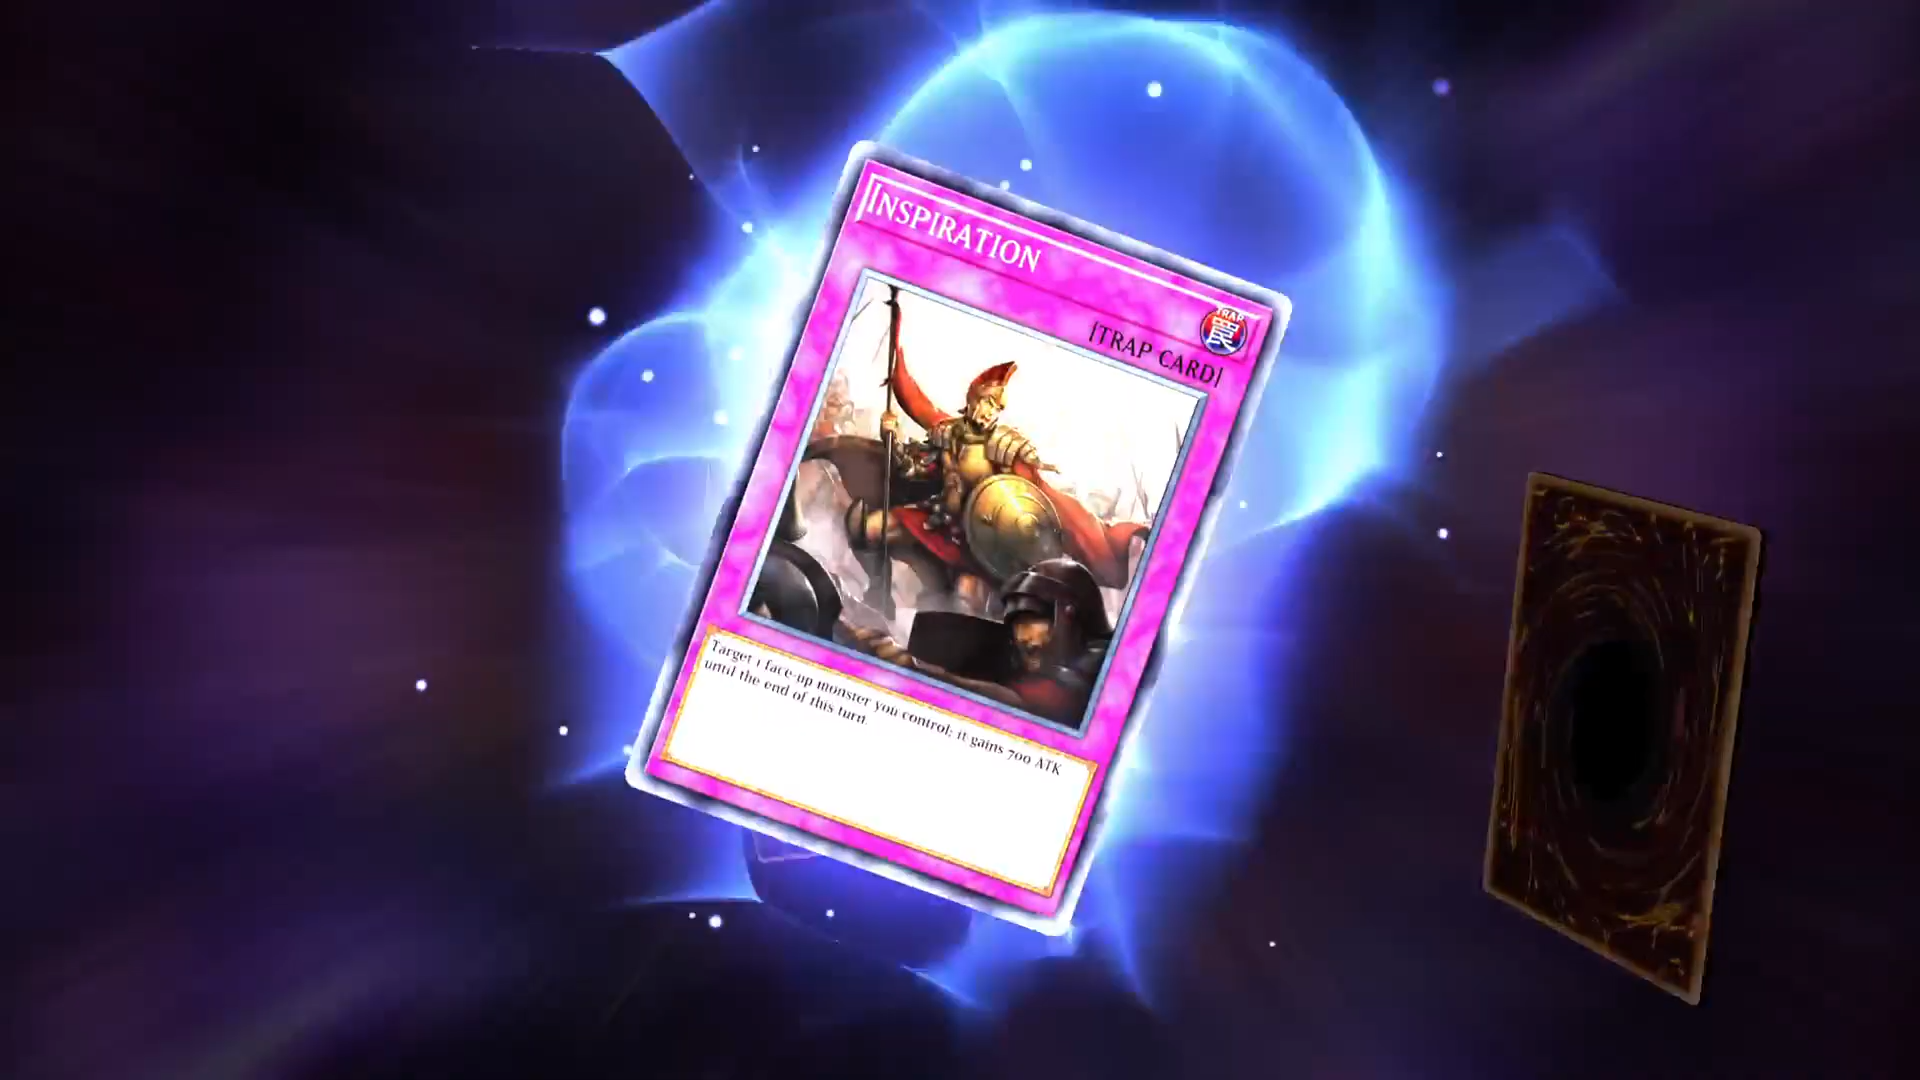 INSPIRATION
TRAP
罠
[TRAP CARD]
Target 1 face-up monster you control; it gains 700 ATK
until the end of this turn.